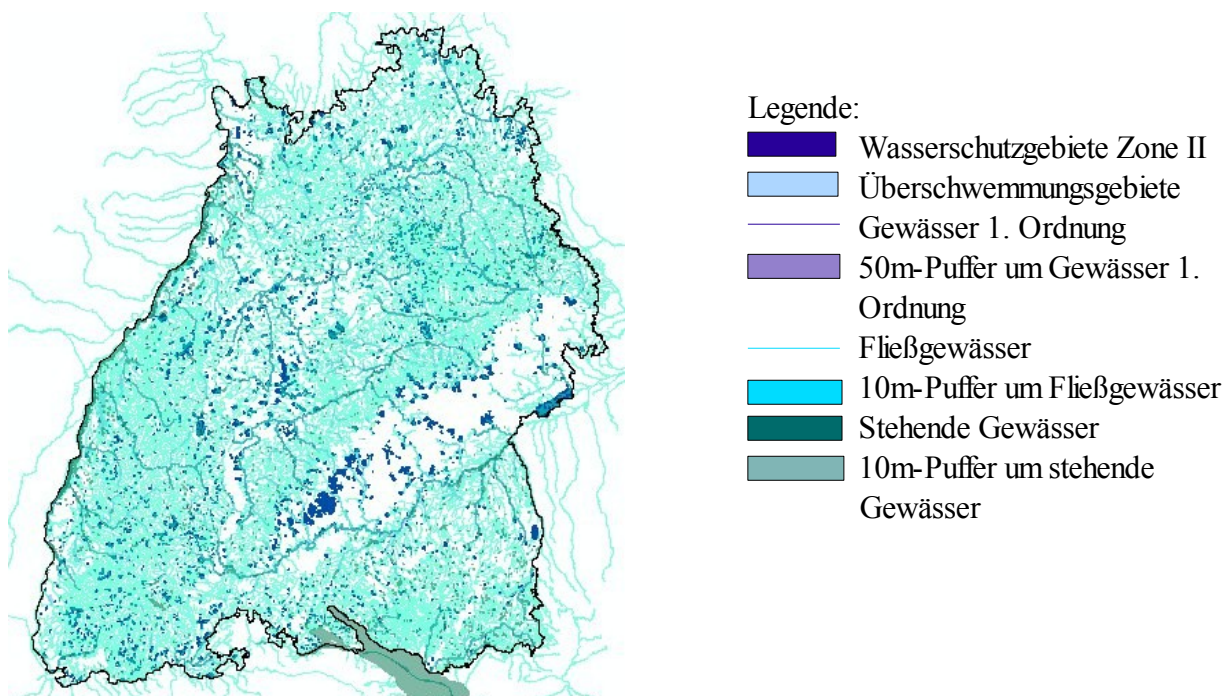 Legende:
Wasserschutzgebiete Zone II
Überschwemmungsgebiete
Gewässer 1. Ordnung
50m-Puffer um Gewässer 1.
Ordnung
Fließgewässer
10m-Puffer um Fließgewässer
Stehende Gewässer
10m-Puffer um stehende
Gewässer